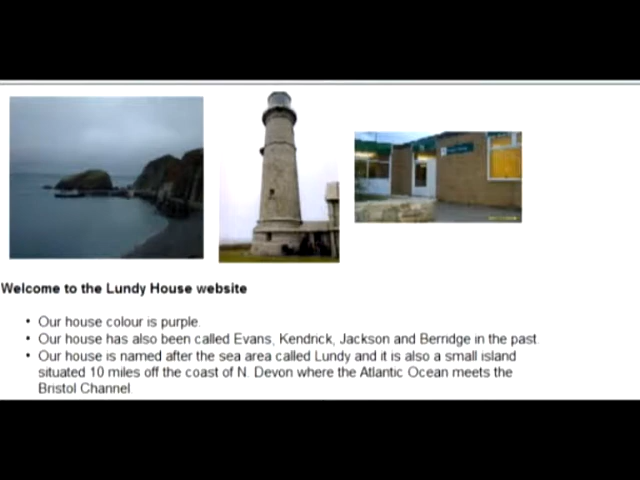 Welcome to the Lundy House website
• Our house colour is purple.
• Our house has also been called Evans, Kendrick, Jackson and Berridge in the past.
• Our house is named after the sea area called Lundy and it is also a small island
situated 10 miles off the coast of N. Devon where the Atlantic Ocean meets the
Bristol Channel.